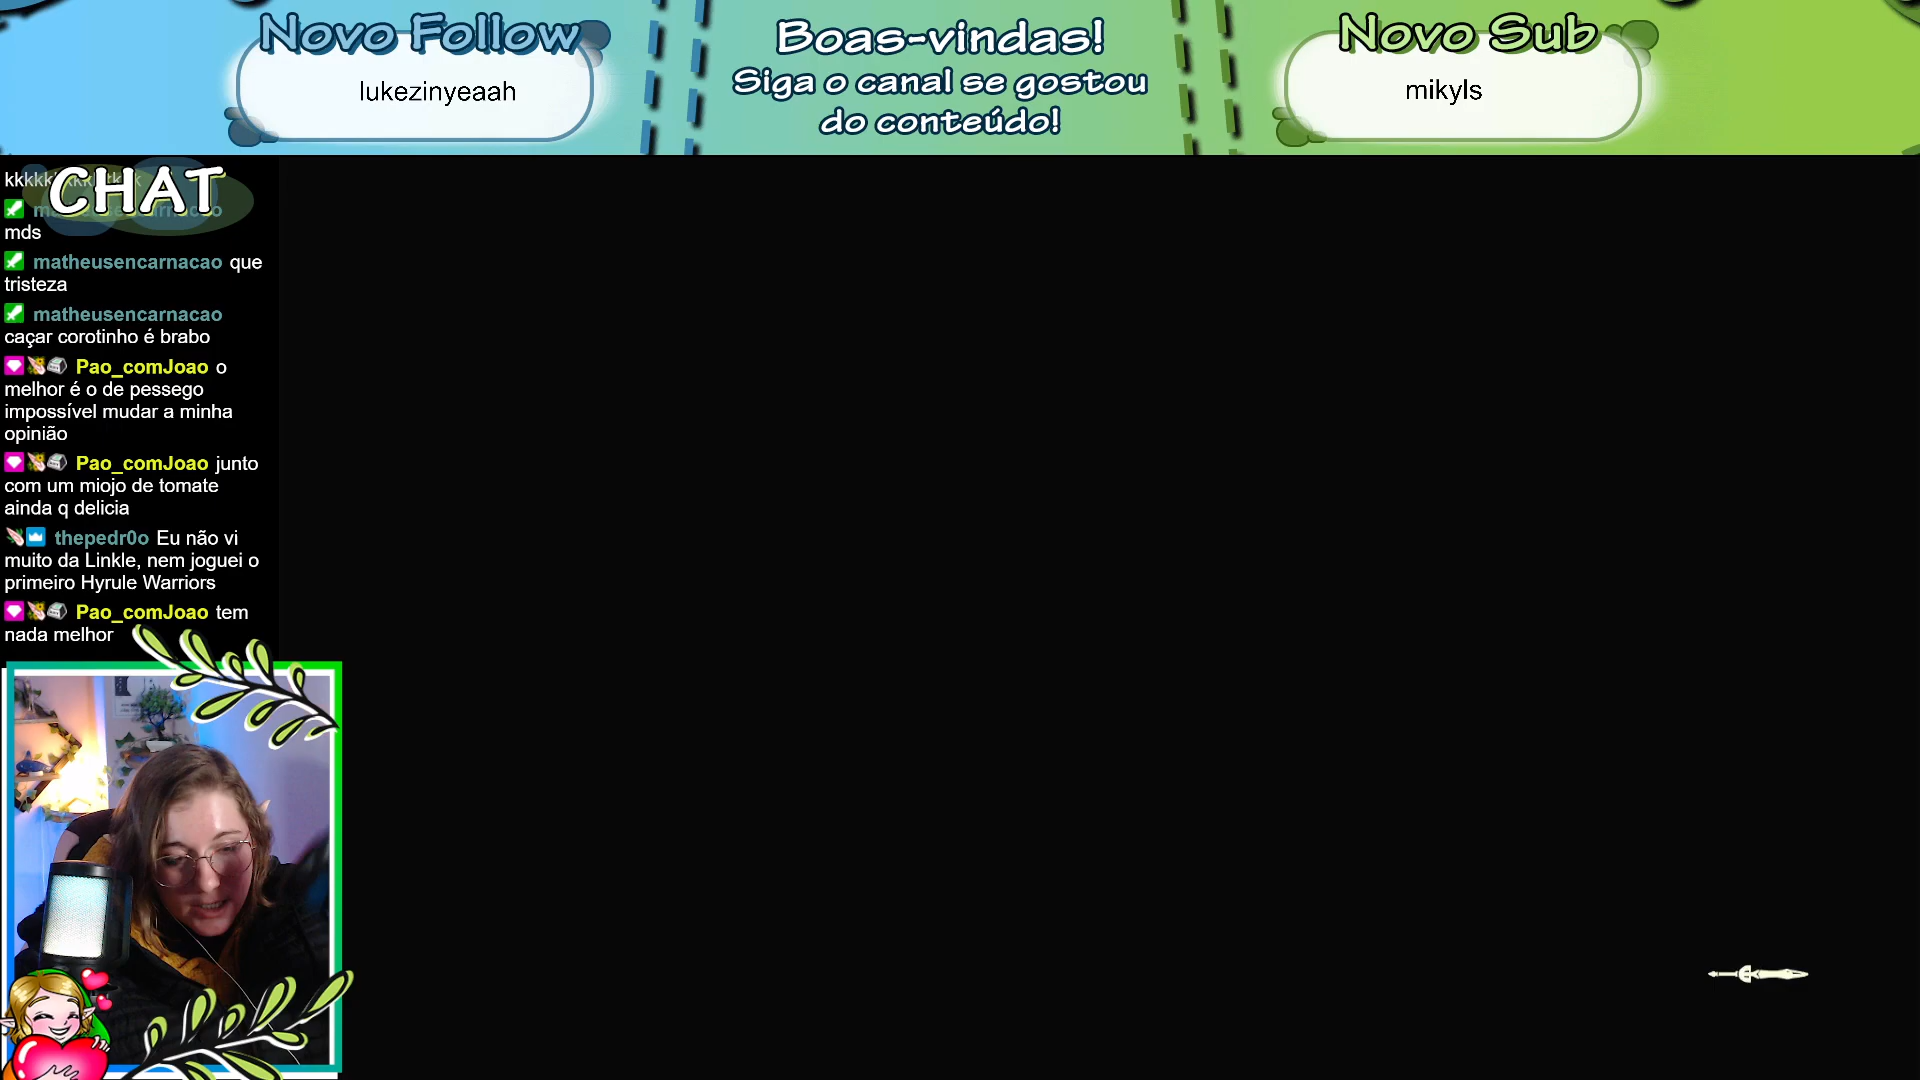 Novo Follow
lukezinyeaah
Boas-vindas!
Siga o canal se gostou
do conteúdo!
Novo Sub
mikyls
CHAT
mds
matheusencarnacao que
tristeza
matheusencarnacao
caçar corotinho é brabo
Pao_comJoao o
melhor é o de pessego
impossível mudar a minha
opinião
Pao_comJoao junto
com um miojo de tomate
ainda q delicia
thepedr0o Eu não vi
muito da Linkle, nem joguei o
primeiro Hyrule Warriors
Pao_comJoao tem
nada melhor